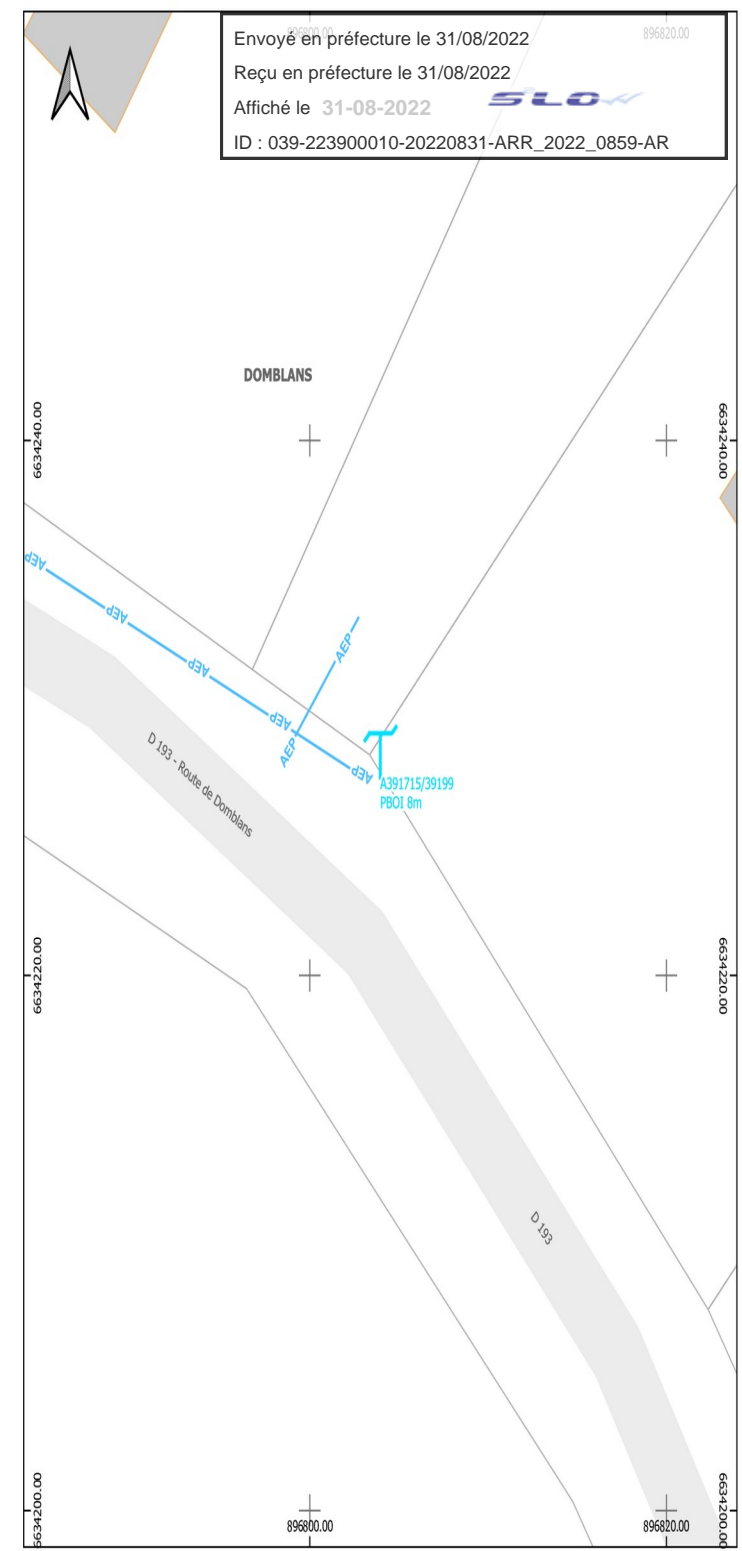 896800.00
896820.00
Envoyé en préfecture le 31/08/2022
Reçu en préfecture le 31/08/2022
Affiché le 31-08-2022
SLO
ID : 039-223900010-20220831-ARR_2022_0859-AR
DOMBLANS
6634240.00
6634240.00
AEP
AEP
AEP
AEP
AEP
AEP
AEP
A391715/39199
PBOI 8m
D 193 - Route de Domblans
6634220.00
6634220.00
D 193
6634200.00
6634200.00
896800.00
896820.00